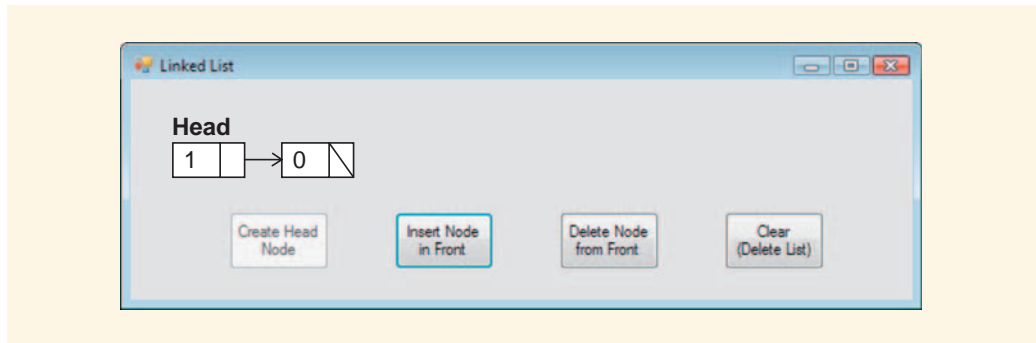 Linked List
Head
1 0
Create Head
Node
Insert Node
in Front
Delete Node
from Front
Clear
(Delete List)